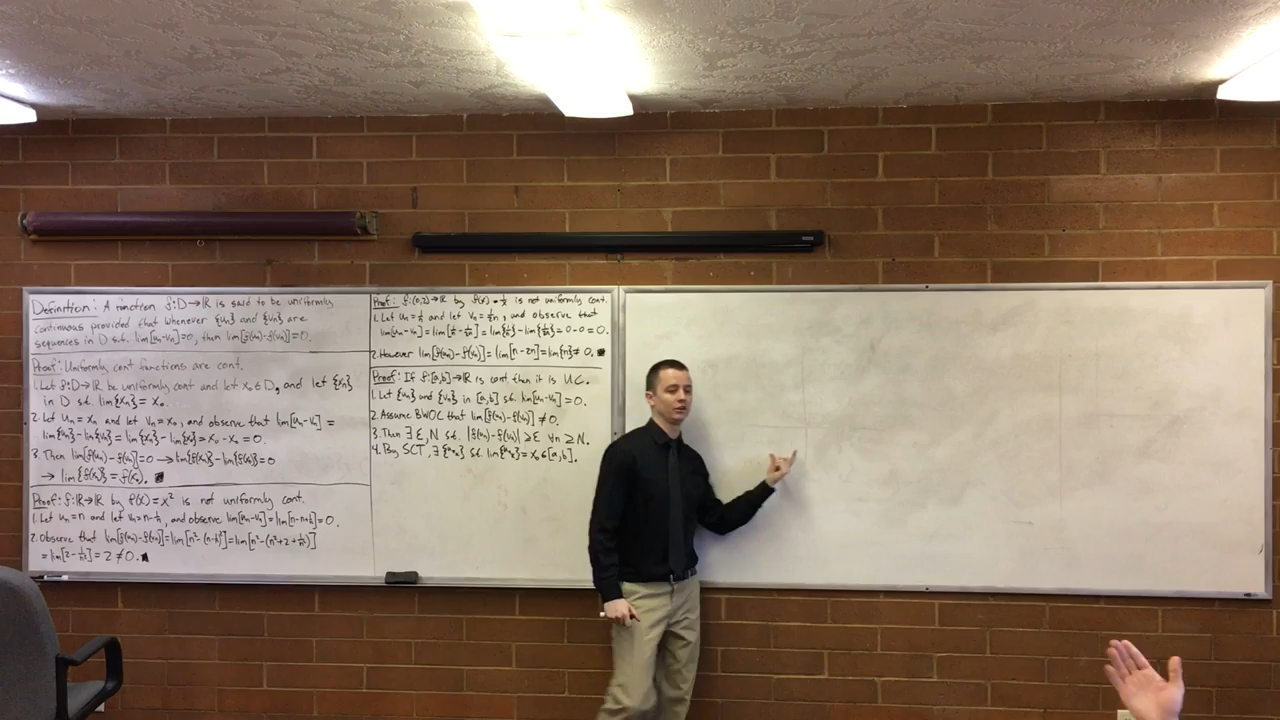 Definition: A function f:D→ℝ is said to be uniformly
continuous provided that whenever {uₙ} and {vₙ} are
sequences in D s.t. lim[uₙ-vₙ]=0, then lim[f(uₙ)-f(vₙ)]=0.
Proof: Uniformly cont functions are cont.
1. Let f:D→ℝ be uniformly cont and let x₀∈D, and let {xₙ}
in D s.t. lim{xₙ}=x₀.
2. Let uₙ=xₙ and let vₙ=x₀, and observe that lim[uₙ-vₙ]=
lim{uₙ}-lim{vₙ}=lim{xₙ}-lim{x₀}=x₀-x₀=0.
3. Then lim[f(uₙ)-f(vₙ)]=0→lim{f(xₙ)}-lim{f(x₀)}=0
→ lim{f(xₙ)}=f(x₀). ■
Proof: f:ℝ→ℝ by f(x)=x² is not uniformly cont.
1. Let uₙ=n and let vₙ=n-1/n, and observe lim[uₙ-vₙ]=lim[n-n+1/n]=0.
2. Observe that lim[f(uₙ)-f(vₙ)]=lim[n²-(n-1/n)²]=lim[n²-(n²+2+1/n²)]
=lim[2-1/n²]=2≠0. ■
Proof: f:(0,2)→ℝ by f(x)=1/x is not uniformly cont.
1. Let uₙ=1/n and let vₙ=1/2n, and observe that
lim[uₙ-vₙ]=lim[1/n-1/2n]=lim{1/n}-lim{1/2n}=0-0=0.
2. However lim[f(uₙ)-f(vₙ)]=lim[n-2n]=lim{n}≠0. ■
Proof: If f:[a,b]→ℝ is cont. then it is UC.
1. Let {uₙ} and {vₙ} in [a,b] s.t. lim[uₙ-vₙ]=0.
2. Assume BWOC that lim[f(uₙ)-f(vₙ)]≠0.
3. Then ∃ε,N s.t. |f(uₙ)-f(vₙ)|≥ε ∀n≥N.
4. By SCT, ∃ s.t. =x₀∈[a,b].